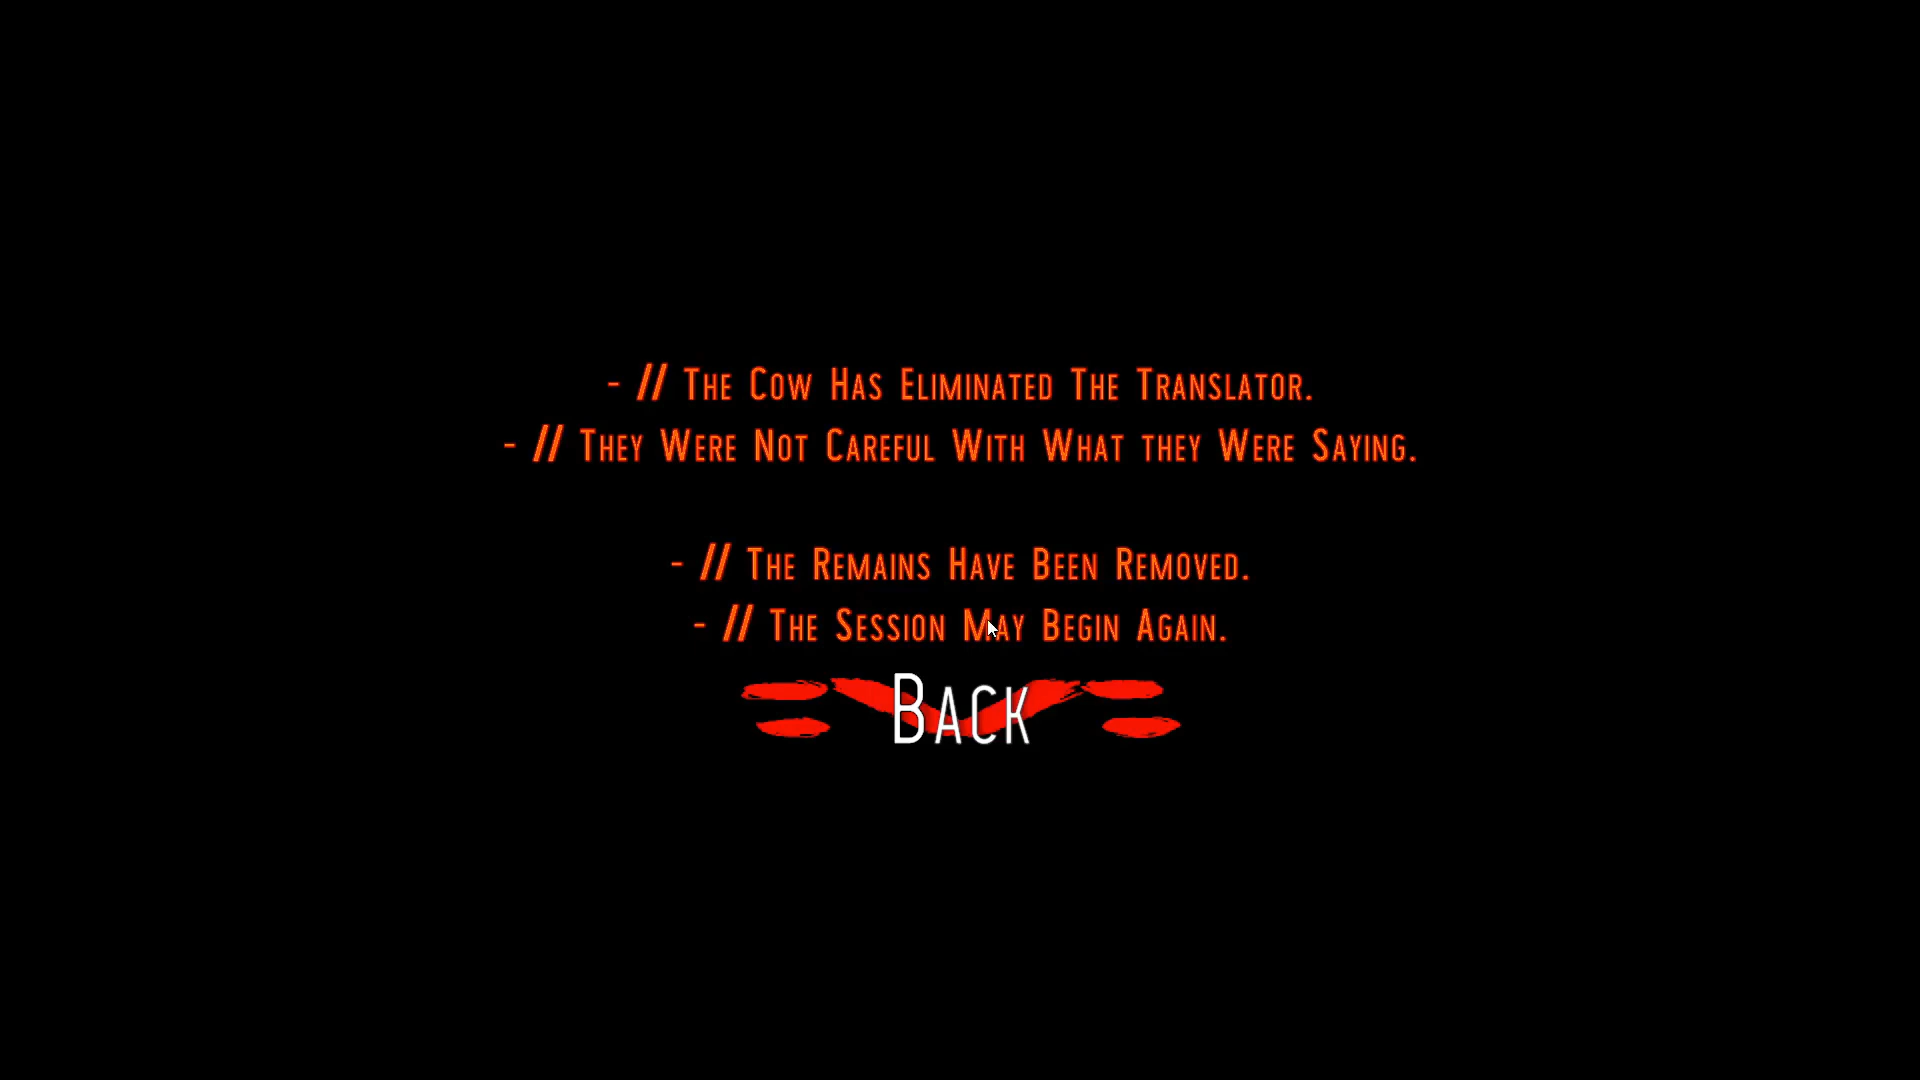 - // The Cow Has Eliminated The Translator.
- // They Were Not Careful With What they Were Saying.
- // The Remains Have Been Removed.
- // The Session May Begin Again.
Back